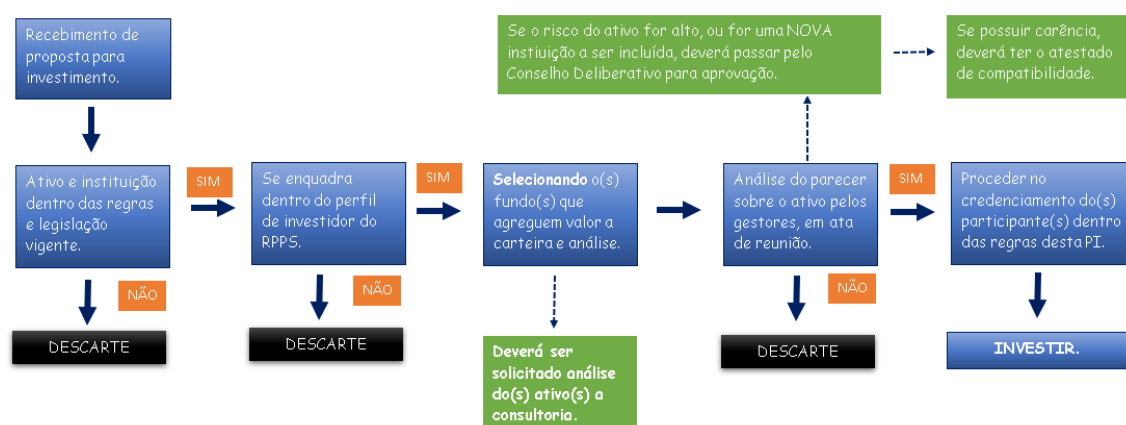 Recebimento de
proposta para
investimento.
Se o risco do ativo for alto, ou for uma NOVA
instiuição a ser incluída, deverá passar pelo
Conselho Deliberativo para aprovação.
Se possuir carência,
deverá ter o atestado
de compatibilidade.
Ativo e instituição
dentro das regras
e legislação
vigente.
SIM
NÃO
DESCARTE
Se enquadra
dentro do perfil
de investidor do
RPPS.
SIM
NÃO
DESCARTE
Selecionando o(s)
fundo(s) que
agreguem valor a
carteira e análise.
Deverá ser
solicitado análise
do(s) ativo(s) a
consultoria.
Análise do parecer
sobre o ativo pelos
gestores, em ata
de reunião.
SIM
NÃO
DESCARTE
Proceder no
credenciamento do(s)
participante(s) dentro
das regras desta PI.
INVESTIR.